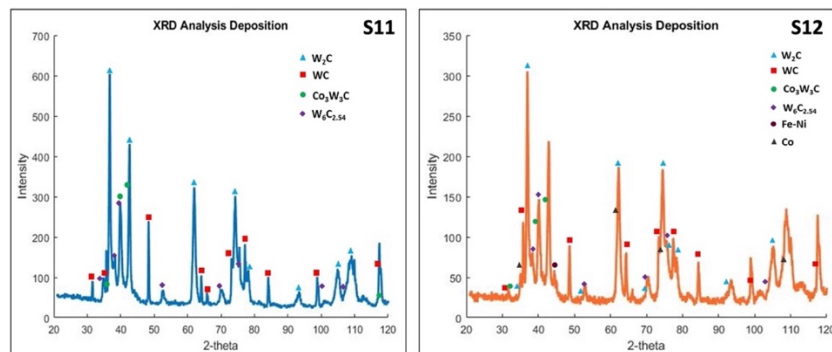 XRD Analysis Deposition
S11
Intensity
700
600
500
400
300
200
100
0
20
30
40
50
60
70
80
90
100
110
120
2-theta
W₂C
WC
Co₃W₃C
W₆C₂.₅₄
XRD Analysis Deposition
S12
Intensity
350
300
250
200
150
100
50
0
20
30
40
50
60
70
80
90
100
110
120
2-theta
W₂C
WC
Co₃W₃C
W₆C₂.₅₄
Fe-Ni
Co